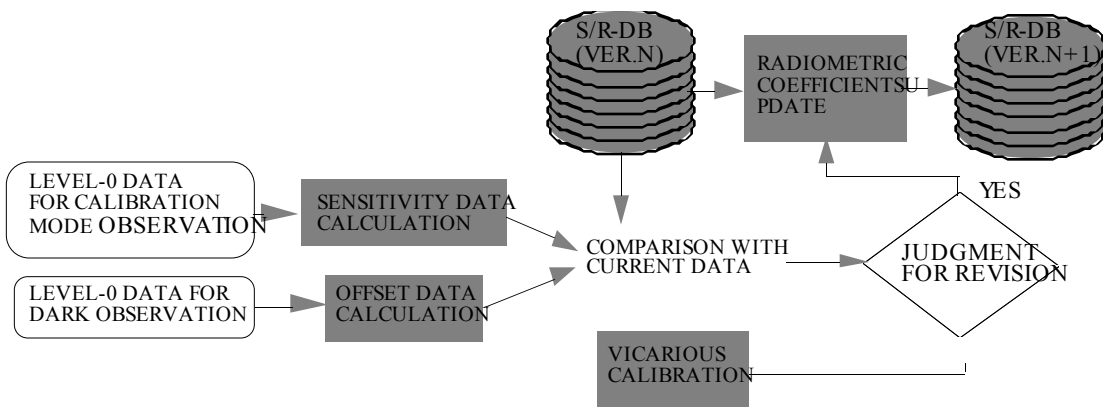 S/R-DB
(VER.N)
S/R-DB
(VER.N+1)
RADIOMETRIC
COEFFICIENTSU
PDATE
LEVEL-0 DATA
FOR CALIBRATION
MODE OBSERVATION
SENSITIVITY DATA
CALCULATION
YES
COMPARISON WITH
CURRENT DATA
JUDGMENT
FOR REVISION
LEVEL-0 DATA FOR
DARK OBSERVATION
OFFSET DATA
CALCULATION
VICARIOUS
CALIBRATION